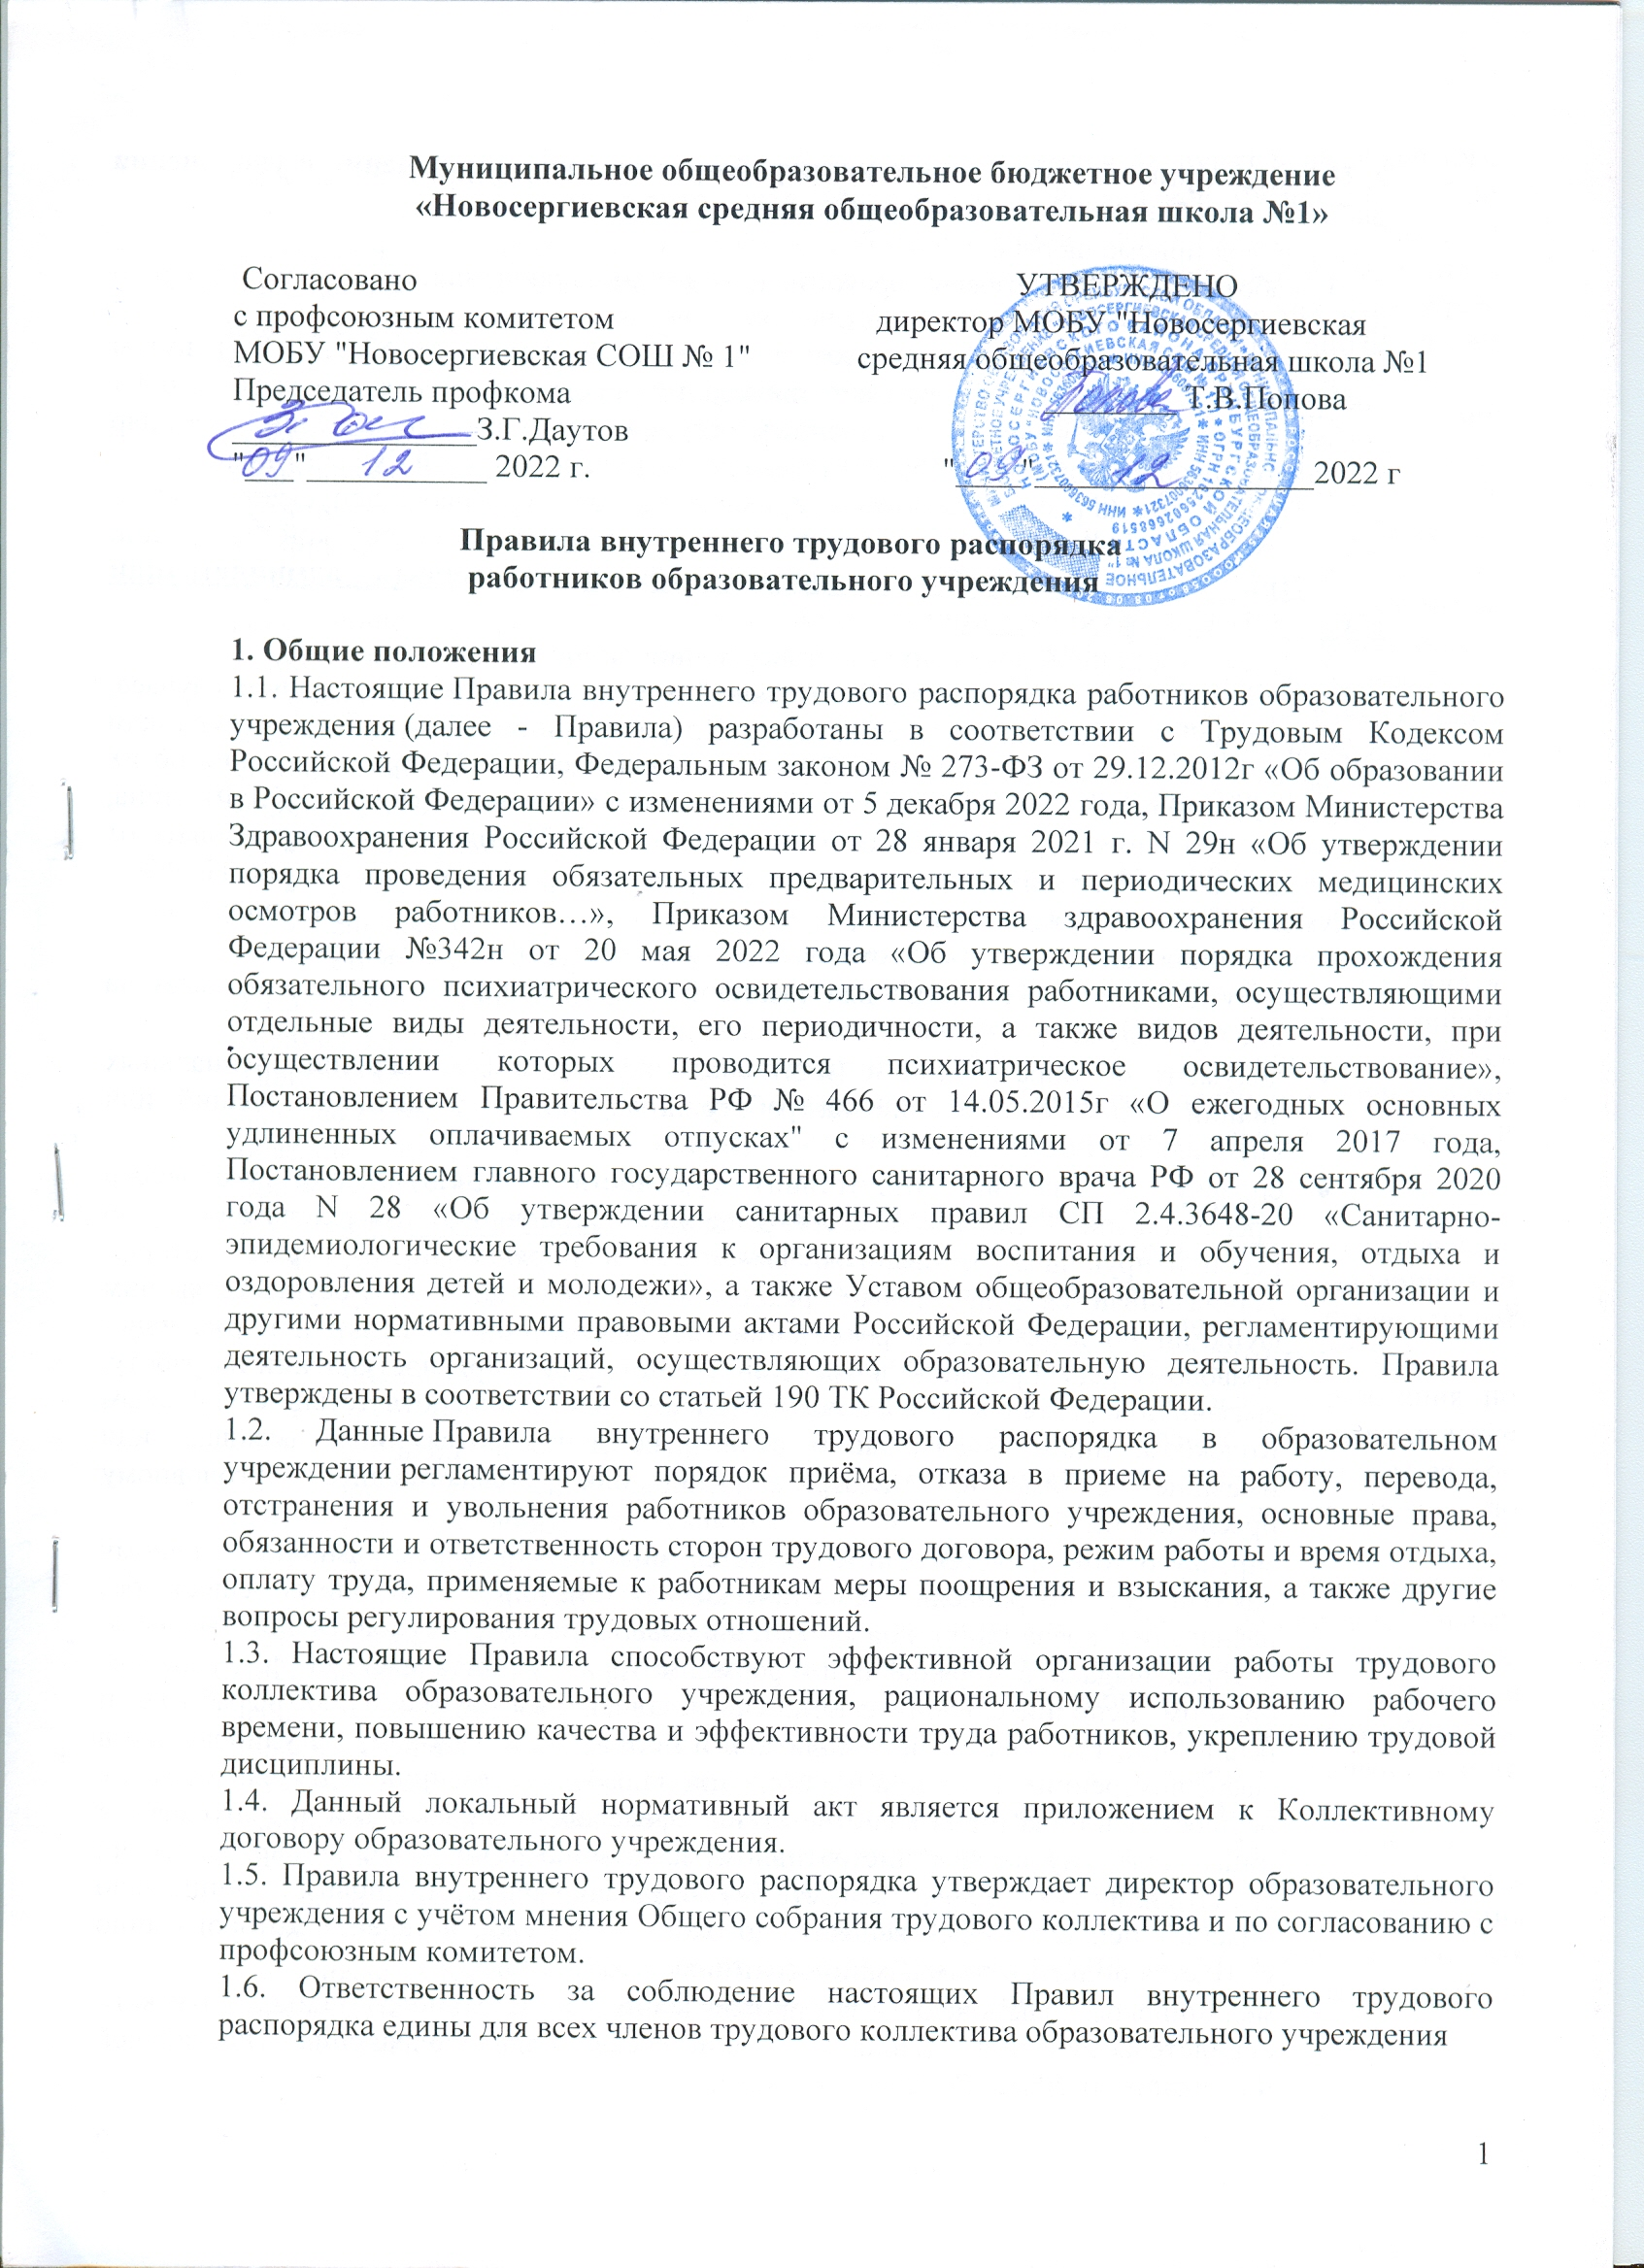 Муниципальное общеобразовательное бюджетное учреждение
«Новосергиевская средняя общеобразовательная школа №1»
Согласовано
с профсоюзным комитетом
МОБУ "Новосергиевская СОШ № 1"
Председатель профкома
_______________З.Г.Даутов
"09" 12 2022 г.
УТВЕРЖДЕНО
директор МОБУ "Новосергиевская
средняя общеобразовательная школа №1
________ Т.В.Попова
"09" 12 2022 г
Правила внутреннего трудового распорядка
работников образовательного учреждения
1. Общие положения
1.1. Настоящие Правила внутреннего трудового распорядка работников образовательного
учреждения (далее - Правила) разработаны в соответствии с Трудовым Кодексом
Российской Федерации, Федеральным законом № 273-ФЗ от 29.12.2012г «Об образовании
в Российской Федерации» с изменениями от 5 декабря 2022 года, Приказом Министерства
Здравоохранения Российской Федерации от 28 января 2021 г. N 29н «Об утверждении
порядка проведения обязательных предварительных и периодических медицинских
осмотров работников…», Приказом Министерства здравоохранения Российской
Федерации №342н от 20 мая 2022 года «Об утверждении порядка прохождения
обязательного психиатрического освидетельствования работниками, осуществляющими
отдельные виды деятельности, его периодичности, а также видов деятельности, при
осуществлении которых проводится психиатрическое освидетельствование»,
Постановлением Правительства РФ № 466 от 14.05.2015г «О ежегодных основных
удлиненных оплачиваемых отпусках" с изменениями от 7 апреля 2017 года,
Постановлением главного государственного санитарного врача РФ от 28 сентября 2020
года N 28 «Об утверждении санитарных правил СП 2.4.3648-20 «Санитарно-
эпидемиологические требования к организациям воспитания и обучения, отдыха и
оздоровления детей и молодежи», а также Уставом общеобразовательной организации и
другими нормативными правовыми актами Российской Федерации, регламентирующими
деятельность организаций, осуществляющих образовательную деятельность. Правила
утверждены в соответствии со статьей 190 ТК Российской Федерации.
1.2. Данные Правила внутреннего трудового распорядка в образовательном
учреждении регламентируют порядок приёма, отказа в приеме на работу, перевода,
отстранения и увольнения работников образовательного учреждения, основные права,
обязанности и ответственность сторон трудового договора, режим работы и время отдыха,
оплату труда, применяемые к работникам меры поощрения и взыскания, а также другие
вопросы регулирования трудовых отношений.
1.3. Настоящие Правила способствуют эффективной организации работы трудового
коллектива образовательного учреждения, рациональному использованию рабочего
времени, повышению качества и эффективности труда работников, укреплению трудовой
дисциплины.
1.4. Данный локальный нормативный акт является приложением к Коллективному
договору образовательного учреждения.
1.5. Правила внутреннего трудового распорядка утверждает директор образовательного
учреждения с учётом мнения Общего собрания трудового коллектива и по согласованию с
профсоюзным комитетом.
1.6. Ответственность за соблюдение настоящих Правил внутреннего трудового
распорядка едины для всех членов трудового коллектива образовательного учреждения
1